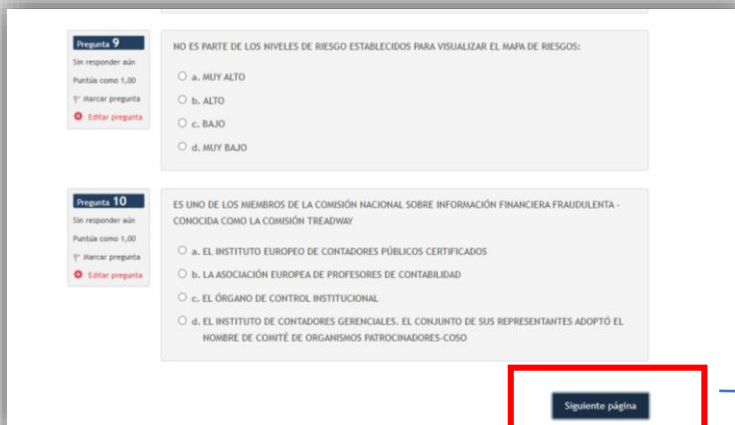 Pregunta 9
Sin responder aún
Puntúa como 1,00
Marcar pregunta
Editar pregunta
NO ES PARTE DE LOS NIVELES DE RIESGO ESTABLECIDOS PARA VISUALIZAR EL MAPA DE RIESGOS:
a. MUY ALTO
b. ALTO
c. BAJO
d. MUY BAJO
Pregunta 10
Sin responder aún
Puntúa como 1,00
Marcar pregunta
Editar pregunta
ES UNO DE LOS MIEMBROS DE LA COMISIÓN NACIONAL SOBRE INFORMACIÓN FINANCIERA FRAUDULENTA -
CONOCIDA COMO LA COMISIÓN TREADWAY
a. EL INSTITUTO EUROPEO DE CONTADORES PÚBLICOS CERTIFICADOS
b. LA ASOCIACIÓN EUROPEA DE PROFESORES DE CONTABILIDAD
c. EL ÓRGANO DE CONTROL INSTITUCIONAL
d. EL INSTITUTO DE CONTADORES GERENCIALES. EL CONJUNTO DE SUS REPRESENTANTES ADOPTÓ EL
NOMBRE DE COMITÉ DE ORGANISMOS PATROCINADORES-COSO
Siguiente página